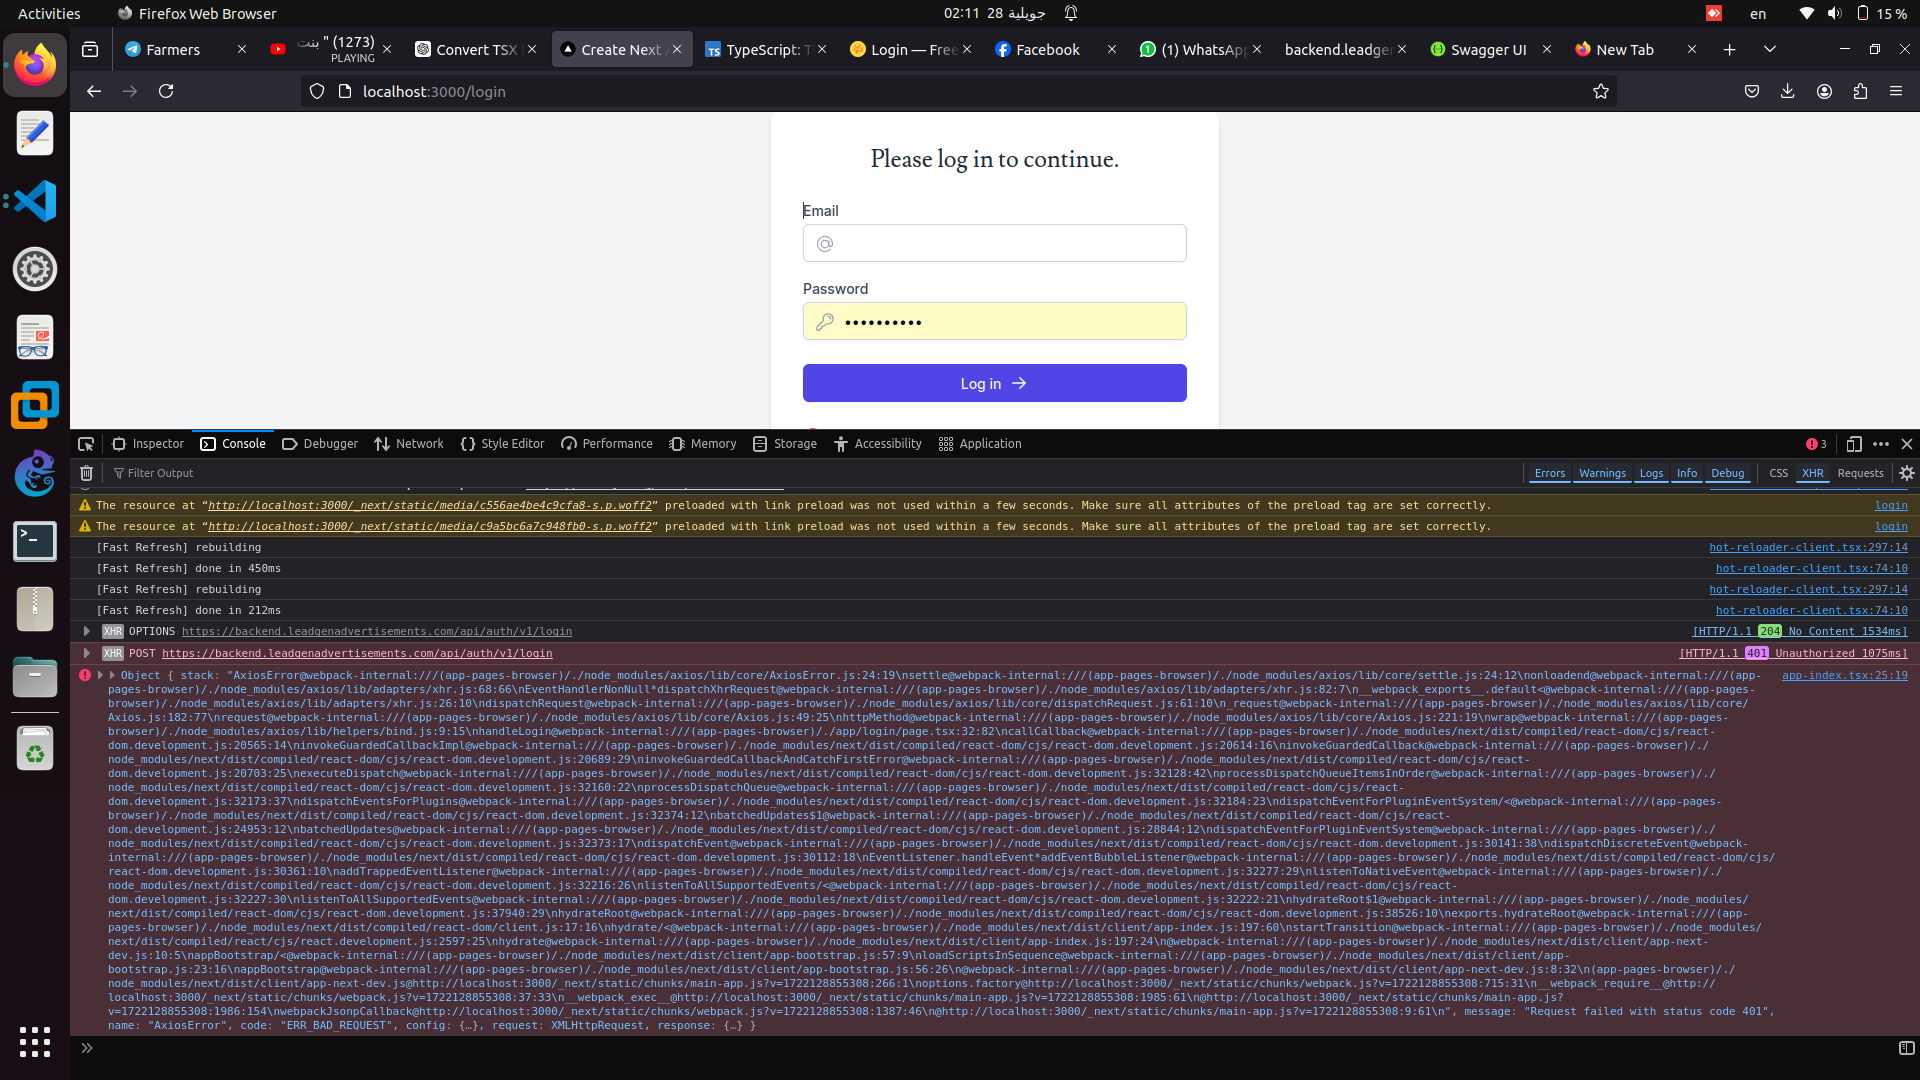 Activities
Firefox Web Browser
02:11 28 جويلية
en
15 %
Farmers
(1273) " بنت
PLAYING
Convert TSX
Create Next
TypeScript: T
Login — Free
Facebook
(1) WhatsApp
backend.leadger
Swagger UI
New Tab
localhost:3000/login
Please log in to continue.
Email
Password
Log in
Inspector
Console
Debugger
Network
Style Editor
Performance
Memory
Storage
Accessibility
Application
3
Filter Output
Errors
Warnings
Logs
Info
Debug
CSS
XHR
Requests
The resource at “http://localhost:3000/_next/static/media/c556ae4be4c9cfa8-s.p.woff2” preloaded with link preload was not used within a few seconds. Make sure all attributes of the preload tag are set correctly. login
The resource at “http://localhost:3000/_next/static/media/c9a5bc6a7c948fb0-s.p.woff2” preloaded with link preload was not used within a few seconds. Make sure all attributes of the preload tag are set correctly. login
[Fast Refresh] rebuilding hot-reloader-client.tsx:297:14
[Fast Refresh] done in 450ms hot-reloader-client.tsx:74:10
[Fast Refresh] rebuilding hot-reloader-client.tsx:297:14
[Fast Refresh] done in 212ms hot-reloader-client.tsx:74:10
XHR OPTIONS https://backend.leadgenadvertisements.com/api/auth/v1/login [HTTP/1.1 204 No Content 1534ms]
XHR POST https://backend.leadgenadvertisements.com/api/auth/v1/login [HTTP/1.1 401 Unauthorized 1075ms]
Object { stack: "AxiosError@webpack-internal:///(app-pages-browser)/./node_modules/axios/lib/core/AxiosError.js:24:19\nsettle@webpack-internal:///(app-pages-browser)/./node_modules/axios/lib/core/settle.js:24:12\nonloadend@webpack-internal:///(app- app-index.tsx:25:19
pages-browser)/./node_modules/axios/lib/adapters/xhr.js:68:66\nEventHandlerNonNull*dispatchXhrRequest@webpack-internal:///(app-pages-browser)/./node_modules/axios/lib/adapters/xhr.js:82:7\n__webpack_exports__.default<@webpack-internal:///(app-pages-
browser)/./node_modules/axios/lib/adapters/xhr.js:26:10\ndispatchRequest@webpack-internal:///(app-pages-browser)/./node_modules/axios/lib/core/dispatchRequest.js:61:10\n_request@webpack-internal:///(app-pages-browser)/./node_modules/axios/lib/core/
Axios.js:182:77\nrequest@webpack-internal:///(app-pages-browser)/./node_modules/axios/lib/core/Axios.js:49:25\nhttpMethod@webpack-internal:///(app-pages-browser)/./node_modules/axios/lib/core/Axios.js:221:19\nwrap@webpack-internal:///(app-pages-
browser)/./node_modules/axios/lib/helpers/bind.js:9:15\nhandleLogin@webpack-internal:///(app-pages-browser)/./app/login/page.tsx:32:82\ncallCallback@webpack-internal:///(app-pages-browser)/./node_modules/next/dist/compiled/react-dom/cjs/react-
dom.development.js:20565:14\ninvokeGuardedCallbackImpl@webpack-internal:///(app-pages-browser)/./node_modules/next/dist/compiled/react-dom/cjs/react-dom.development.js:20614:16\ninvokeGuardedCallback@webpack-internal:///(app-pages-browser)/./
node_modules/next/dist/compiled/react-dom/cjs/react-dom.development.js:20689:29\ninvokeGuardedCallbackAndCatchFirstError@webpack-internal:///(app-pages-browser)/./node_modules/next/dist/compiled/react-dom/cjs/react-
dom.development.js:20703:25\nexecuteDispatch@webpack-internal:///(app-pages-browser)/./node_modules/next/dist/compiled/react-dom/cjs/react-dom.development.js:32128:42\nprocessDispatchQueueItemsInOrder@webpack-internal:///(app-pages-browser)/./
node_modules/next/dist/compiled/react-dom/cjs/react-dom.development.js:32160:22\nprocessDispatchQueue@webpack-internal:///(app-pages-browser)/./node_modules/next/dist/compiled/react-dom/cjs/react-
dom.development.js:32173:37\ndispatchEventsForPlugins@webpack-internal:///(app-pages-browser)/./node_modules/next/dist/compiled/react-dom/cjs/react-dom.development.js:32184:23\ndispatchEventForPluginEventSystem/<@webpack-internal:///(app-pages-
browser)/./node_modules/next/dist/compiled/react-dom/cjs/react-dom.development.js:32374:12\nbatchedUpdates$1@webpack-internal:///(app-pages-browser)/./node_modules/next/dist/compiled/react-dom/cjs/react-
dom.development.js:24953:12\nbatchedUpdates@webpack-internal:///(app-pages-browser)/./node_modules/next/dist/compiled/react-dom/cjs/react-dom.development.js:28844:12\ndispatchEventForPluginEventSystem@webpack-internal:///(app-pages-browser)/./
node_modules/next/dist/compiled/react-dom/cjs/react-dom.development.js:32373:17\ndispatchEvent@webpack-internal:///(app-pages-browser)/./node_modules/next/dist/compiled/react-dom/cjs/react-dom.development.js:30141:38\ndispatchDiscreteEvent@webpack-
internal:///(app-pages-browser)/./node_modules/next/dist/compiled/react-dom/cjs/react-dom.development.js:30112:18\nEventListener.handleEvent*addEventBubbleListener@webpack-internal:///(app-pages-browser)/./node_modules/next/dist/compiled/react-dom/cjs/
react-dom.development.js:30361:10\naddTrappedEventListener@webpack-internal:///(app-pages-browser)/./node_modules/next/dist/compiled/react-dom/cjs/react-dom.development.js:32277:29\nlistenToNativeEvent@webpack-internal:///(app-pages-browser)/./
node_modules/next/dist/compiled/react-dom/cjs/react-dom.development.js:32216:26\nlistenToAllSupportedEvents/<@webpack-internal:///(app-pages-browser)/./node_modules/next/dist/compiled/react-dom/cjs/react-
dom.development.js:32227:30\nlistenToAllSupportedEvents@webpack-internal:///(app-pages-browser)/./node_modules/next/dist/compiled/react-dom/cjs/react-dom.development.js:32222:21\nhydrateRoot$1@webpack-internal:///(app-pages-browser)/./node_modules/
next/dist/compiled/react-dom/cjs/react-dom.development.js:37940:29\nhydrateRoot@webpack-internal:///(app-pages-browser)/./node_modules/next/dist/compiled/react-dom/cjs/react-dom.development.js:38526:10\nexports.hydrateRoot@webpack-internal:///(app-
pages-browser)/./node_modules/next/dist/compiled/react-dom/client.js:17:16\nhydrate/<@webpack-internal:///(app-pages-browser)/./node_modules/next/dist/client/app-index.js:197:60\nstartTransition@webpack-internal:///(app-pages-browser)/./node_modules/
next/dist/compiled/react/cjs/react.development.js:2597:25\nhydrate@webpack-internal:///(app-pages-browser)/./node_modules/next/dist/client/app-index.js:197:24\n@webpack-internal:///(app-pages-browser)/./node_modules/next/dist/client/app-next-
dev.js:10:5\nappBootstrap/<@webpack-internal:///(app-pages-browser)/./node_modules/next/dist/client/app-bootstrap.js:57:9\nloadScriptsInSequence@webpack-internal:///(app-pages-browser)/./node_modules/next/dist/client/app-
bootstrap.js:23:16\nappBootstrap@webpack-internal:///(app-pages-browser)/./node_modules/next/dist/client/app-bootstrap.js:56:26\n@webpack-internal:///(app-pages-browser)/./node_modules/next/dist/client/app-next-dev.js:8:32\n(app-pages-browser)/./
node_modules/next/dist/client/app-next-dev.js@http://localhost:3000/_next/static/chunks/main-app.js?v=1722128855308:266:1\noptions.factory@http://localhost:3000/_next/static/chunks/webpack.js?v=1722128855308:715:31\n__webpack_require__@http://
localhost:3000/_next/static/chunks/webpack.js?v=1722128855308:37:33\n__webpack_exec__@http://localhost:3000/_next/static/chunks/main-app.js?v=1722128855308:1985:61\n@http://localhost:3000/_next/static/chunks/main-app.js?
v=1722128855308:1986:154\nwebpackJsonpCallback@http://localhost:3000/_next/static/chunks/webpack.js?v=1722128855308:1387:46\n@http://localhost:3000/_next/static/chunks/main-app.js?v=1722128855308:9:61\n", message: "Request failed with status code 401",
name: "AxiosError", code: "ERR_BAD_REQUEST", config: {…}, request: XMLHttpRequest, response: {…} }